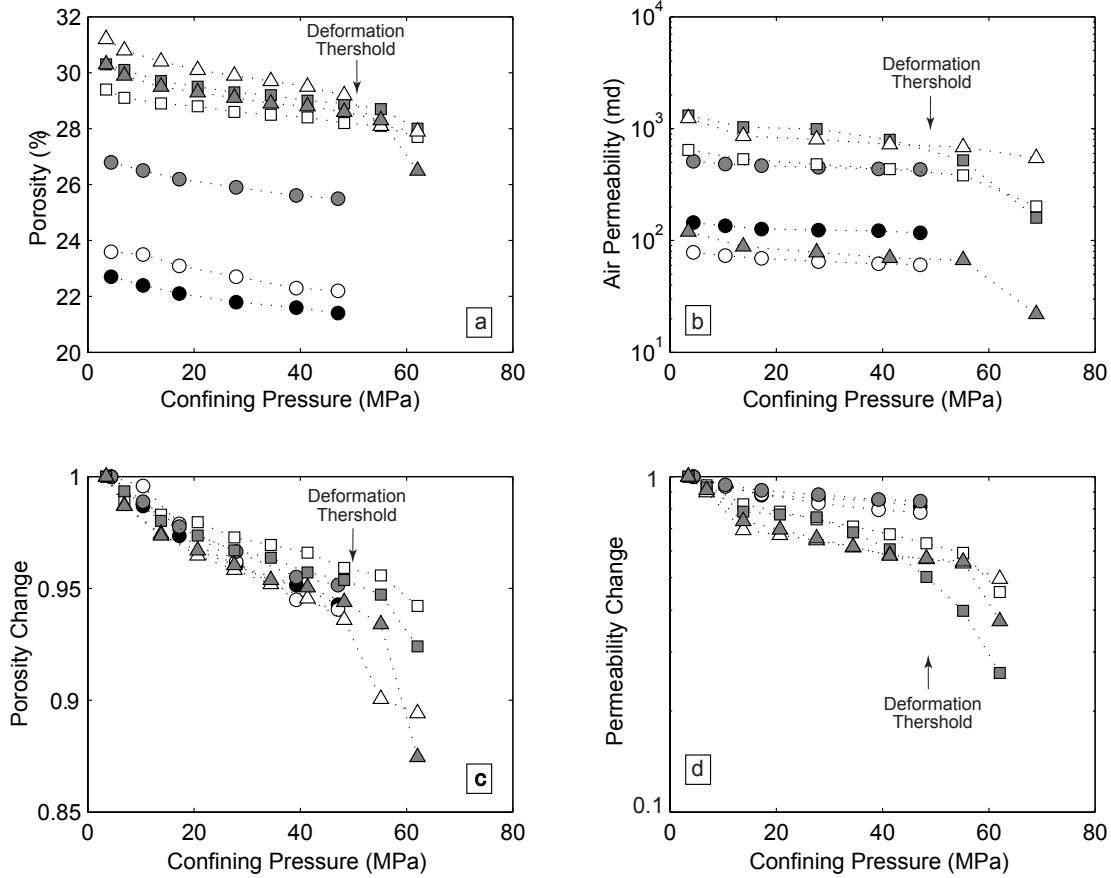 32
30
28
26
24
22
20
Porosity (%)
Deformation
Thershold
a
0
20
40
60
80
Confining Pressure (MPa)
10^4
10^3
10^2
10^1
Air Permeability (md)
Deformation
Thershold
b
0
20
40
60
80
Confining Pressure (MPa)
1
0.95
0.9
0.85
Porosity Change
Deformation
Thershold
c
0
20
40
60
80
Confining Pressure (MPa)
1
0.1
Permeability Change
Deformation
Thershold
d
0
20
40
60
80
Confining Pressure (MPa)